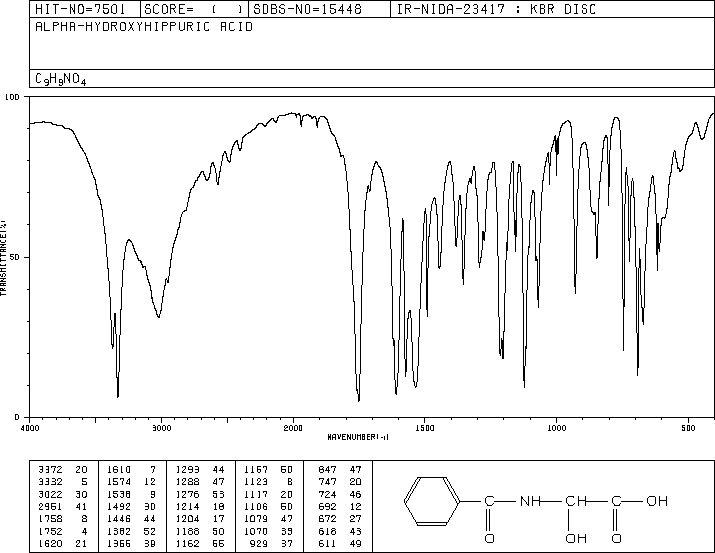 HIT-NO=7501 SCORE= ( ) SDBS-NO=15448 IR-NIDA-23417 : KBR DISC
ALPHA-HYDROXYHIPPURIC ACID
C9H9NO4
100
TRANSMITTANCE(%)
50
0
4000 3000 2000 1500 1000 500
WAVENUMBER(-1)
3372 20 1610 7 1293 44 1157 60 847 47
3332 5 1574 12 1288 47 1123 8 747 20
3022 30 1538 9 1276 53 1117 20 724 46
2951 41 1492 30 1214 18 1106 60 692 12
1758 8 1446 44 1204 17 1079 47 672 27
1752 4 1382 52 1188 50 1070 33 618 43
1620 21 1355 39 1162 55 929 37 611 49
C NH CH C OH
O OH O